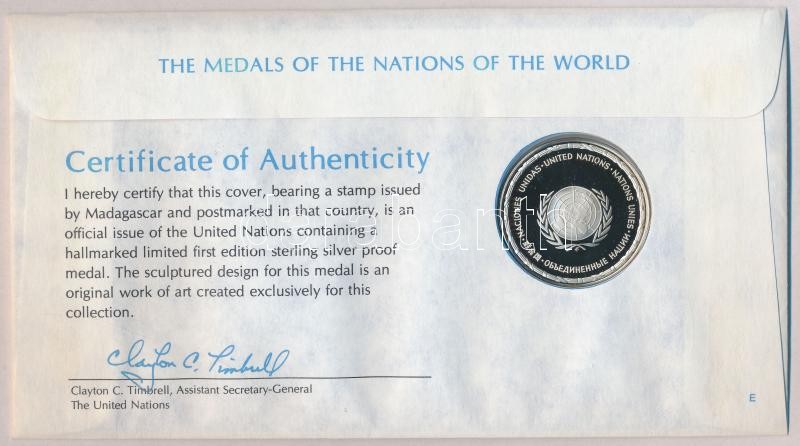 THE MEDALS OF THE NATIONS OF THE WORLD
Certificate of Authenticity
I hereby certify that this cover, bearing a stamp issued
by Madagascar and postmarked in that country, is an
official issue of the United Nations containing a
hallmarked limited first edition sterling silver proof
medal. The sculptured design for this medal is an
original work of art created exclusively for this
collection.
NACIONES UNIDAS · UNITED NATIONS · NATIONS UNIES · ОБЪЕДИНЕННЫЕ НАЦИИ ·
Clayton C. Timbrell
Clayton C. Timbrell, Assistant Secretary-General
The United Nations
E